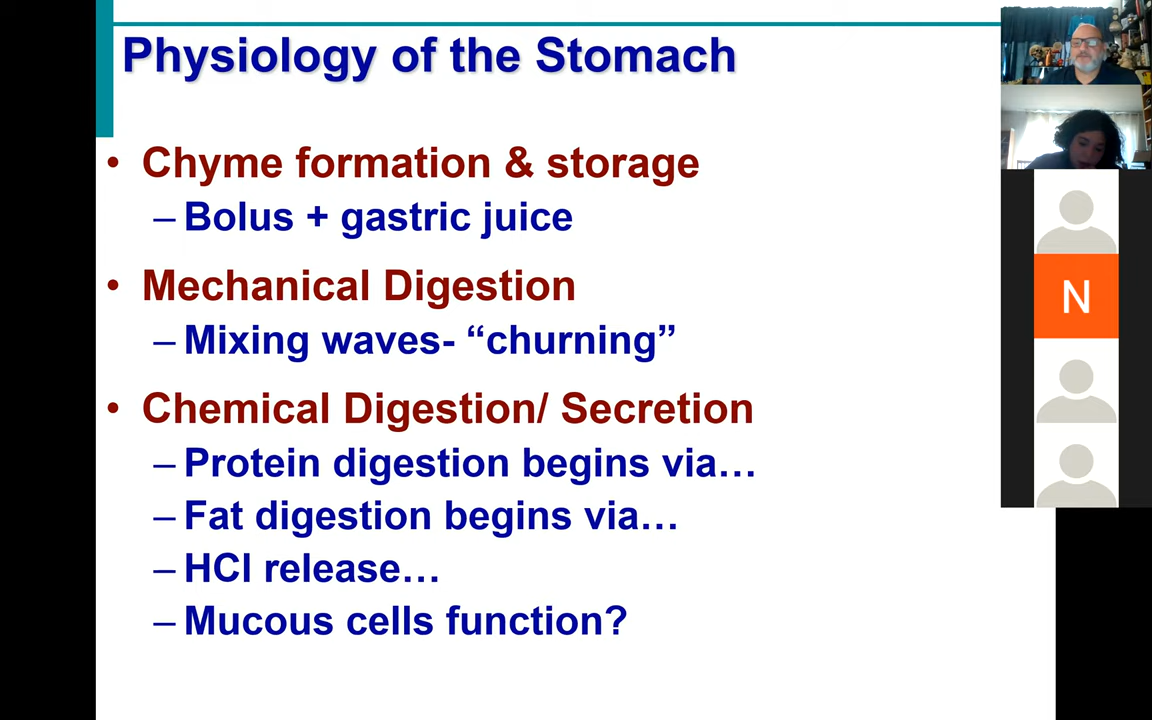 Physiology of the Stomach
• Chyme formation & storage
– Bolus + gastric juice
• Mechanical Digestion
– Mixing waves- “churning”
• Chemical Digestion/ Secretion
– Protein digestion begins via…
– Fat digestion begins via…
– HCl release…
– Mucous cells function?
N